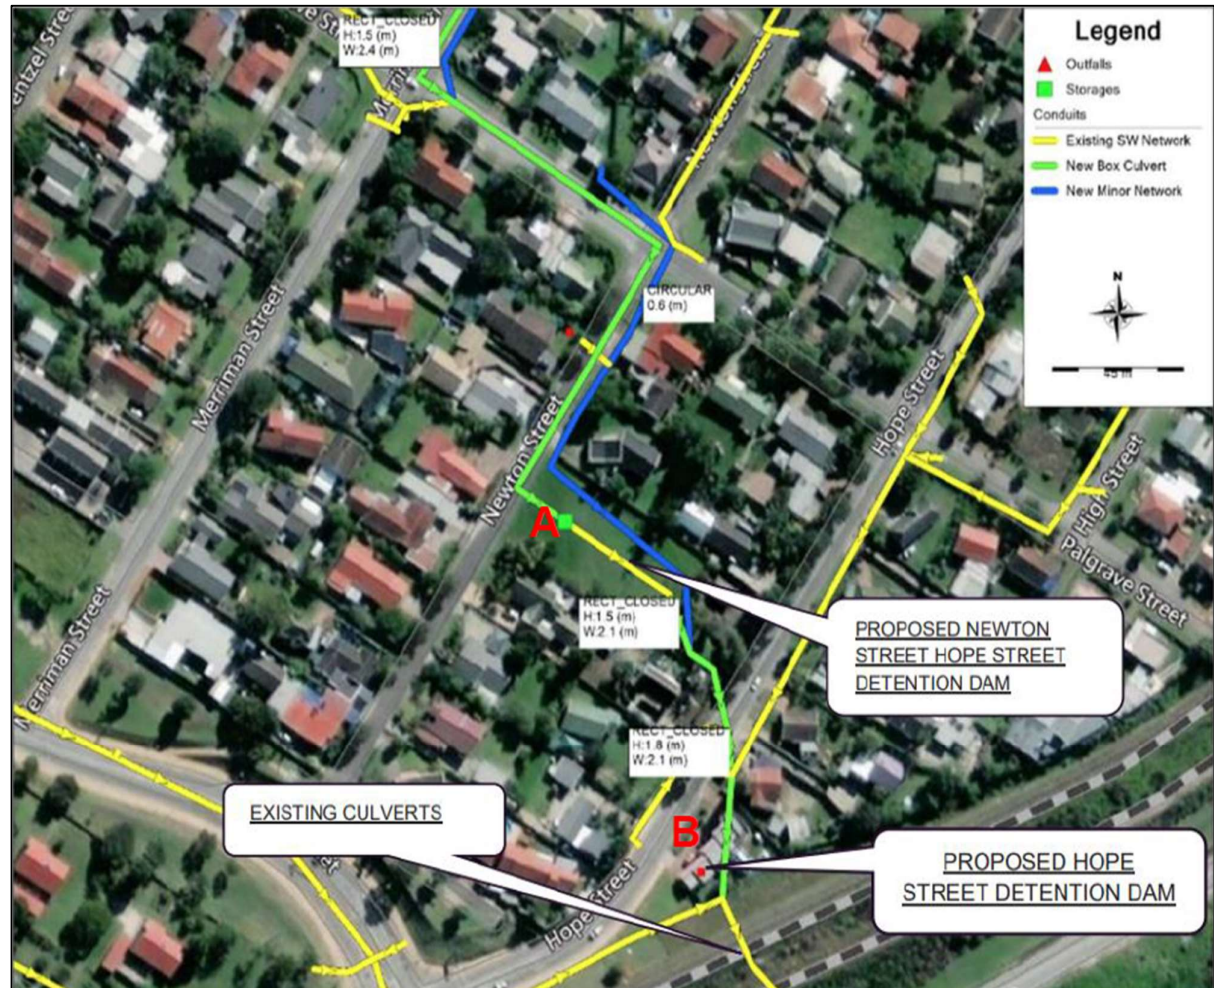 RECT_CLOSED
H:1.5 (m)
W:2.4 (m)
entzel Street
Merriman Street
Newton Street
CIRCULAR
0.6 (m)
Legend
Outfalls
Storages
Conduits
Existing SW Network
New Box Culvert
New Minor Network
N
45 m
Hope Street
High Street
Palgrave Street
Newton Street
A
RECT_CLOSED
H:1.5 (m)
W:2.1 (m)
PROPOSED NEWTON
STREET HOPE STREET
DETENTION DAM
Merriman Street
RECT_CLOSED
H:1.8 (m)
W:2.1 (m)
EXISTING CULVERTS
B
PROPOSED HOPE
STREET DETENTION DAM
Hope Street